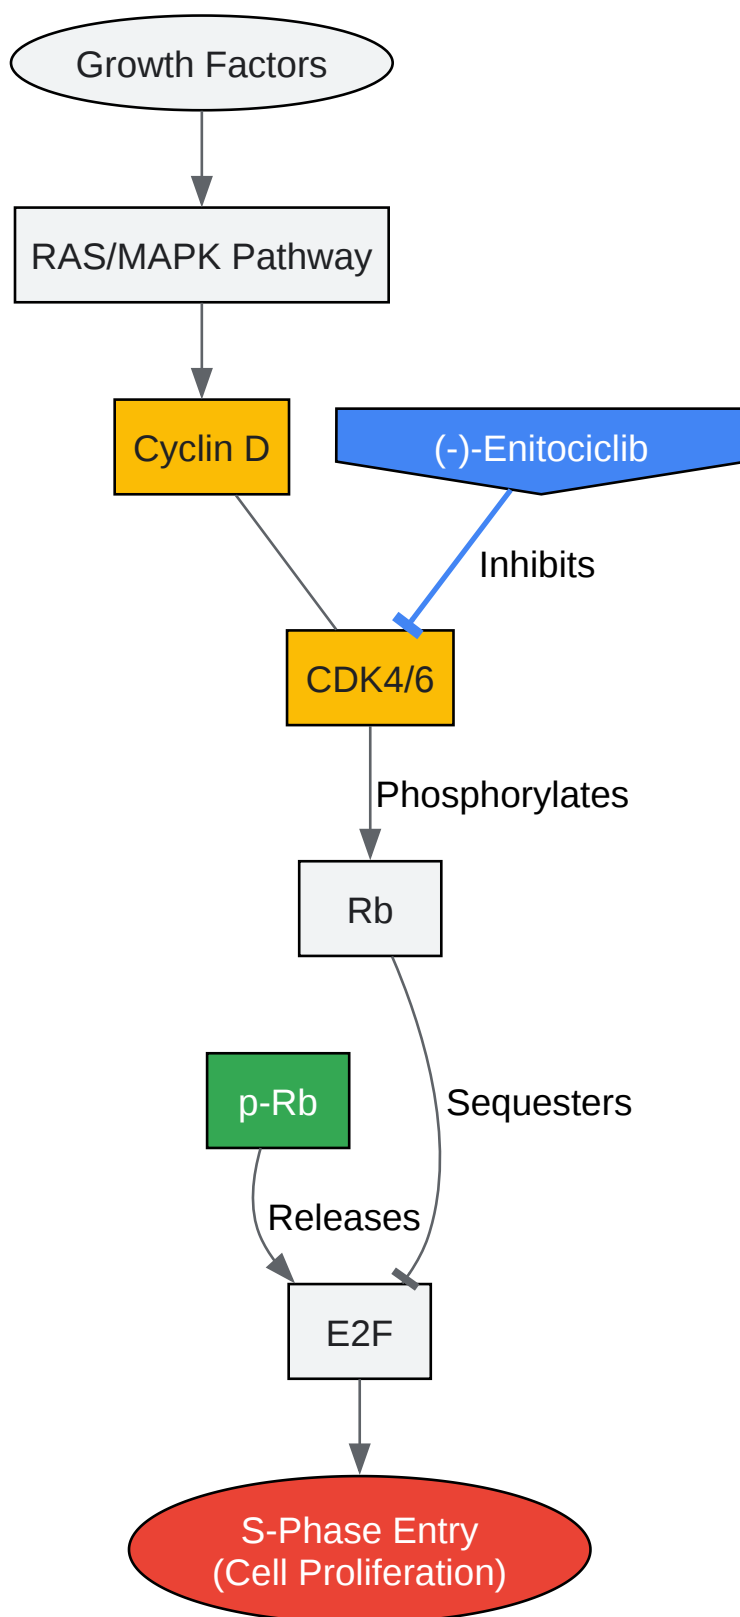 Growth Factors
RAS/MAPK Pathway
Cyclin D
(-)-Enitociclib
Inhibits
CDK4/6
Phosphorylates
Rb
p-Rb
Sequesters
Releases
E2F
S-Phase Entry
(Cell Proliferation)